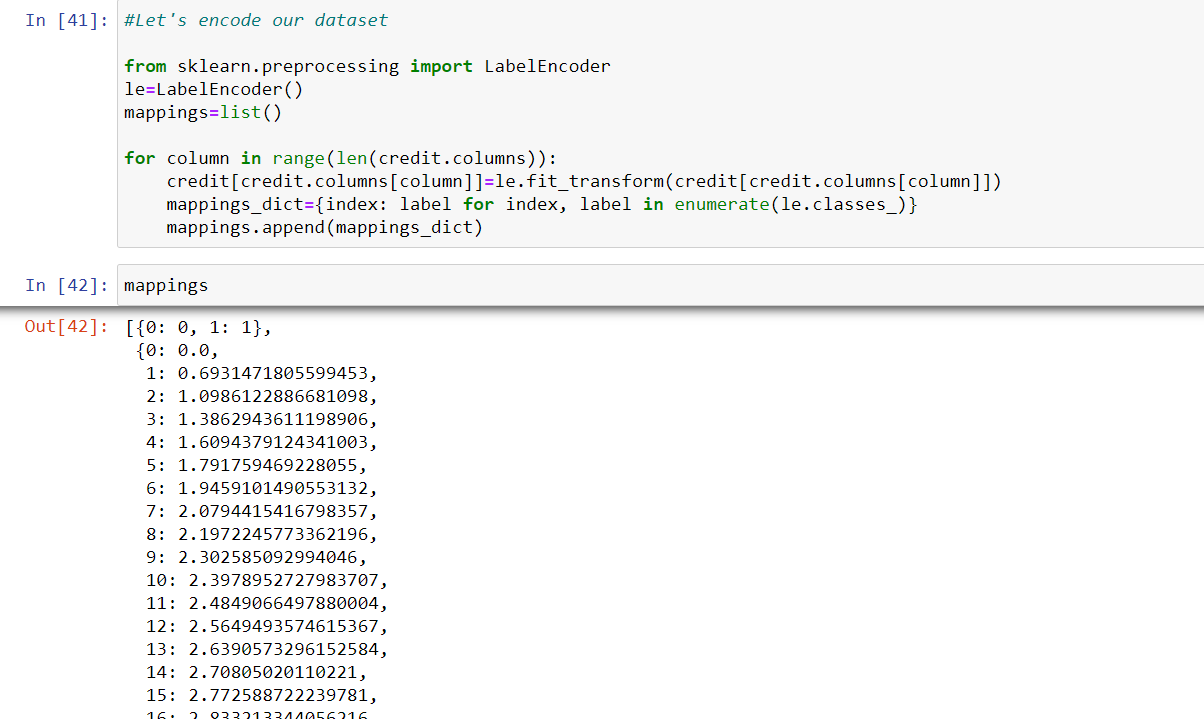 In [41]: #Let's encode our dataset
from sklearn.preprocessing import LabelEncoder
le=LabelEncoder()
mappings=list()
for column in range(len(credit.columns)):
credit[credit.columns[column]]=le.fit_transform(credit[credit.columns[column]])
mappings_dict={index: label for index, label in enumerate(le.classes_)}
mappings.append(mappings_dict)
In [42]: mappings
Out[42]: [{0: 0, 1: 1},
{0: 0.0,
1: 0.6931471805599453,
2: 1.0986122886681098,
3: 1.3862943611198906,
4: 1.6094379124341003,
5: 1.791759469228055,
6: 1.9459101490553132,
7: 2.0794415416798357,
8: 2.1972245773362196,
9: 2.302585092994046,
10: 2.3978952727983707,
11: 2.4849066497880004,
12: 2.5649493574615367,
13: 2.6390573296152584,
14: 2.70805020110221,
15: 2.772588722239781,
16: 2.833213344056216